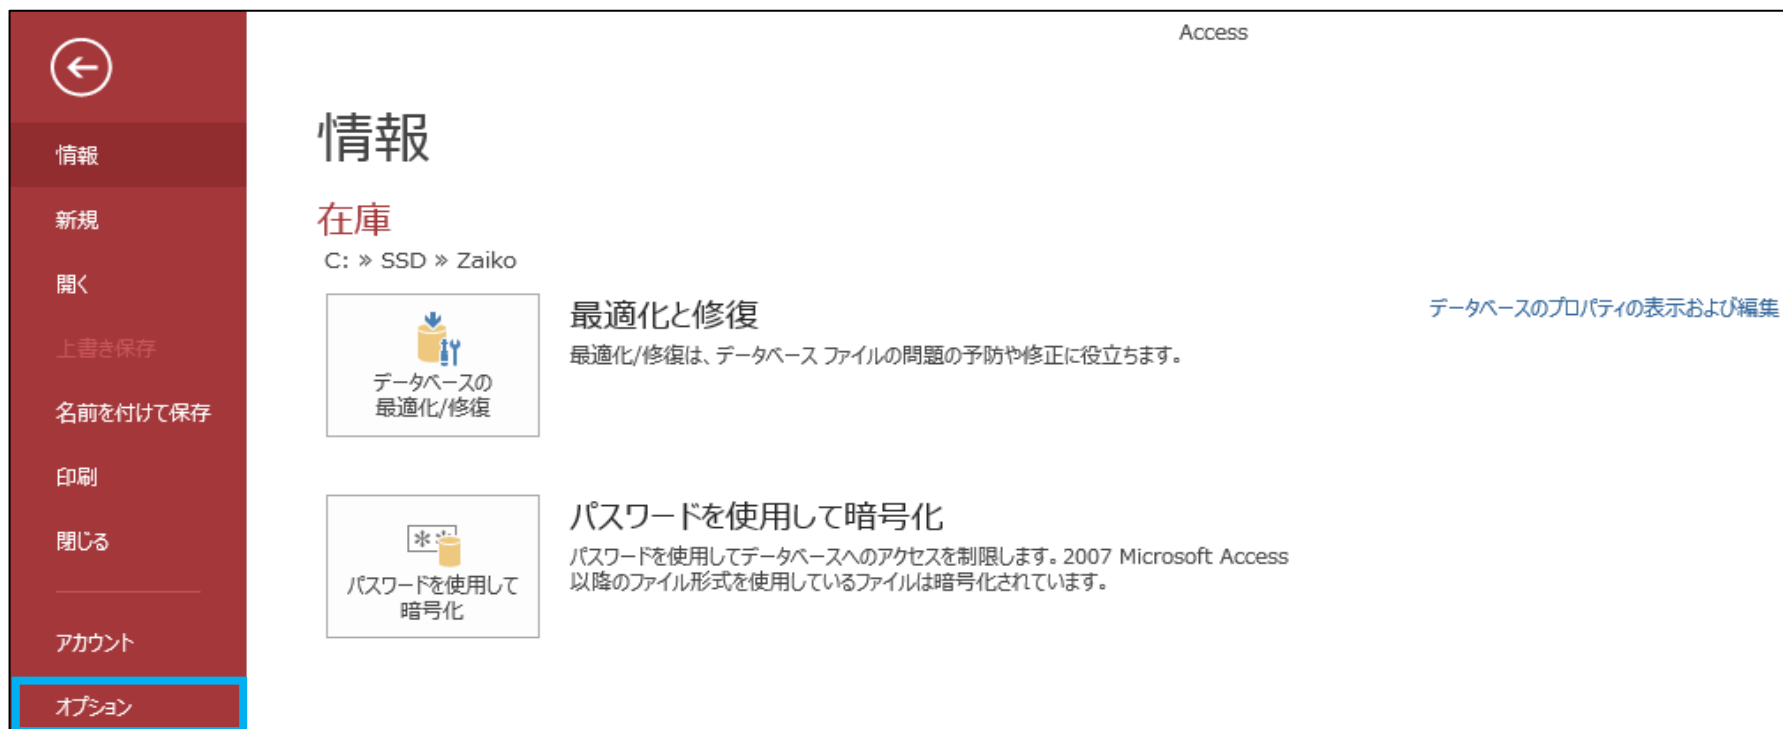 Access
情報
新規
開く
上書き保存
名前を付けて保存
印刷
閉じる
アカウント
オプション
情報
在庫
C: » SSD » Zaiko
データベースの
最適化/修復
最適化と修復
最適化/修復は、データベース ファイルの問題の予防や修正に役立ちます。
データベースのプロパティの表示および編集
**
パスワードを使用して
暗号化
パスワードを使用して暗号化
パスワードを使用してデータベースへのアクセスを制限します。2007 Microsoft Access
以降のファイル形式を使用しているファイルは暗号化されています。